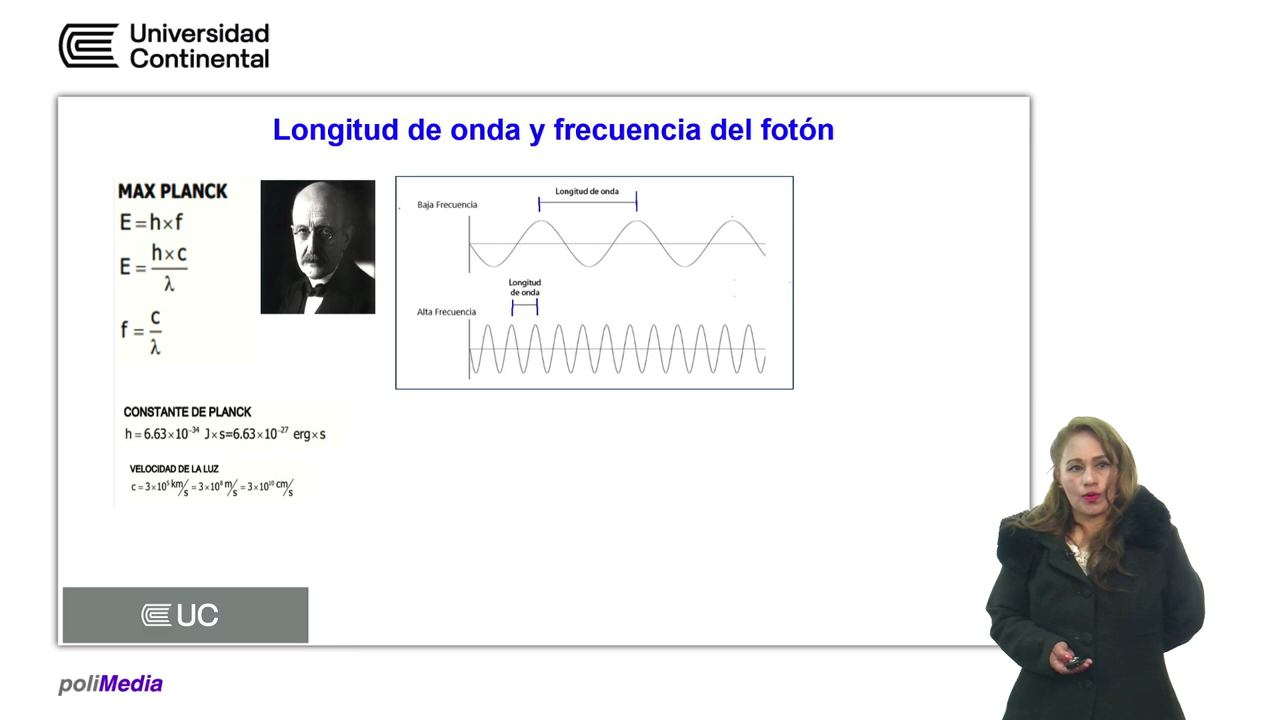 Universidad
Continental
Longitud de onda y frecuencia del fotón
MAX PLANCK
E = h×f
E = h×c / λ
f = c / λ
CONSTANTE DE PLANCK
h = 6.63×10⁻³⁴ J×s=6.63×10⁻²⁷ erg×s
VELOCIDAD DE LA LUZ
c = 3×10⁵ km/s = 3×10⁸ m/s = 3×10¹⁰ cm/s
Longitud de onda
Baja Frecuencia
Longitud
de onda
Alta Frecuencia
UC
poliMedia